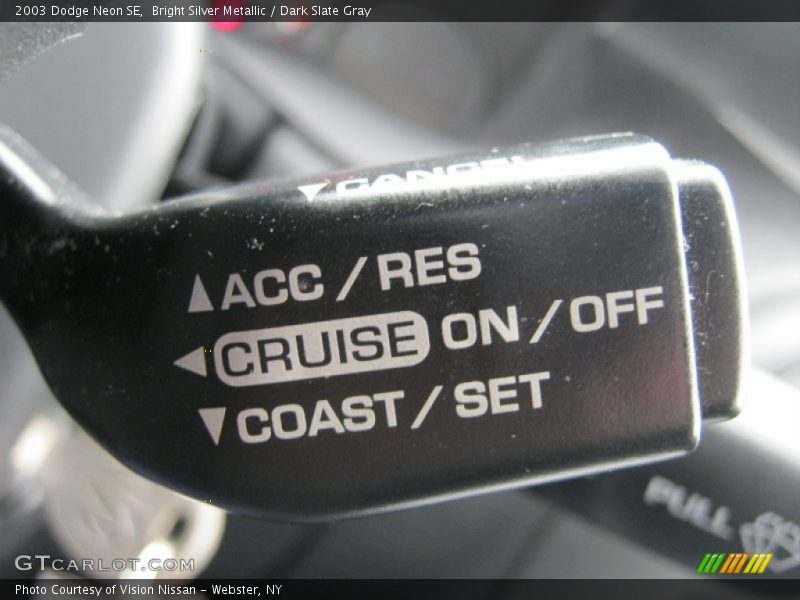 2003 Dodge Neon SE,  Bright Silver Metallic / Dark Slate Gray
CANCEL
ACC / RES
CRUISE ON / OFF
COAST / SET
PULL
GTCARLOT.COM
Photo Courtesy of Vision Nissan - Webster, NY